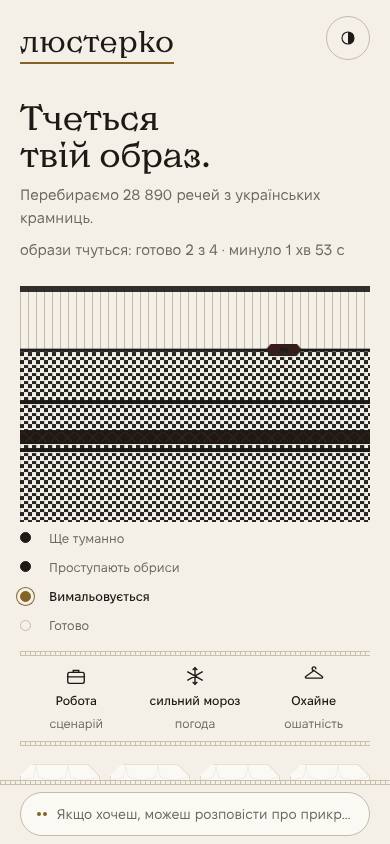 люстерко
Тчеться
твій образ.
Перебираємо 28 890 речей з українських
крамниць.
образи тчуться: готово 2 з 4 · минуло 1 хв 53 с
Ще туманно
Проступають обриси
Вимальовується
Готово
Робота
сильний мороз
Охайне
сценарій
погода
ошатність
Якщо хочеш, можеш розповісти про прикр…